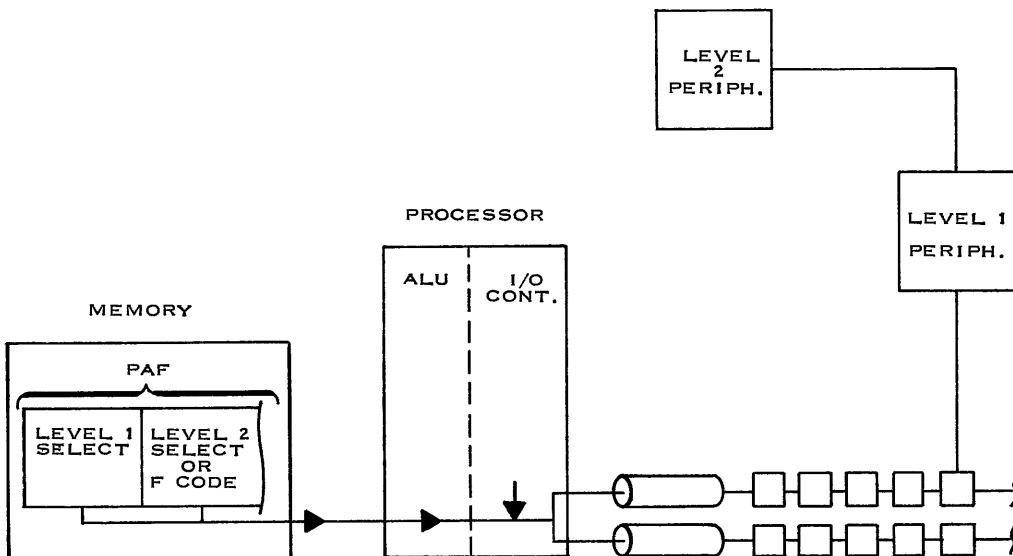 LEVEL
2
PERIPH.
LEVEL 1
PERIPH.
PROCESSOR
ALU
I/O
CONT.
MEMORY
PAF
LEVEL 1
SELECT
LEVEL 2
SELECT
OR
F CODE